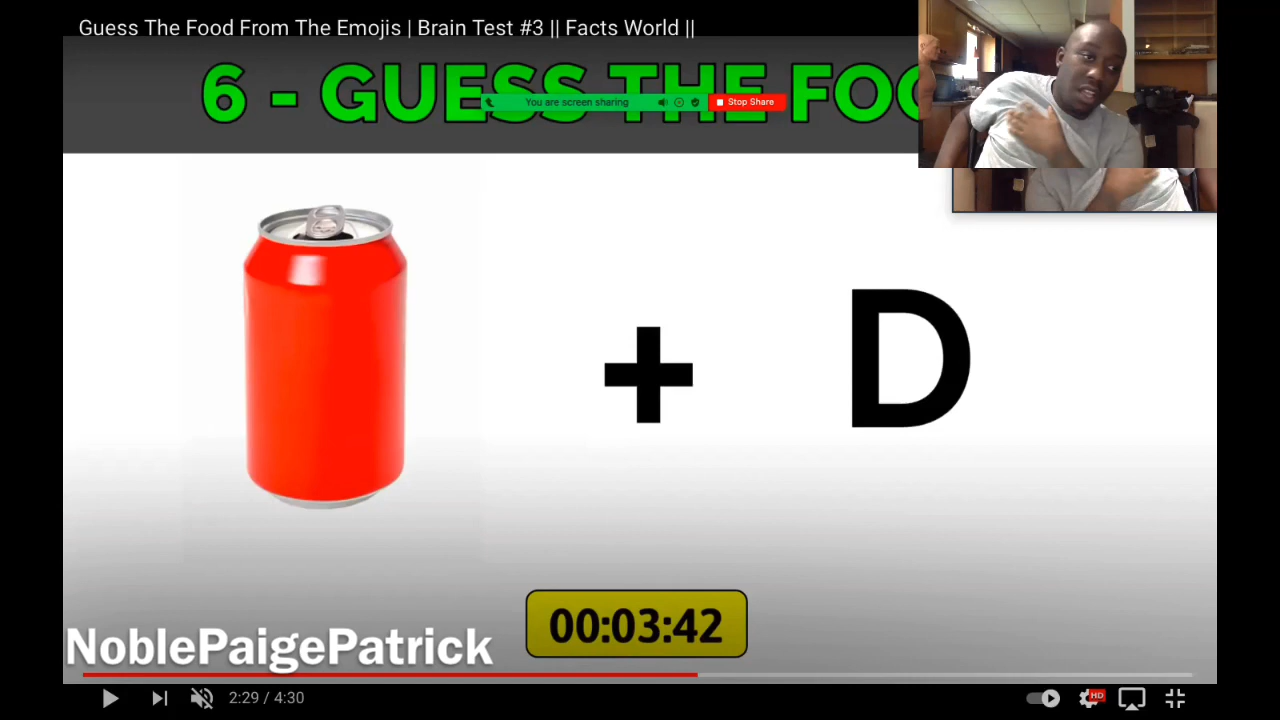 Guess The Food From The Emojis | Brain Test #3 || Facts World ||
6 - GUESS THE FOO
You are screen sharing
Stop Share
+ D
00:03:42
NoblePaigePatrick
2:29 / 4:30
HD